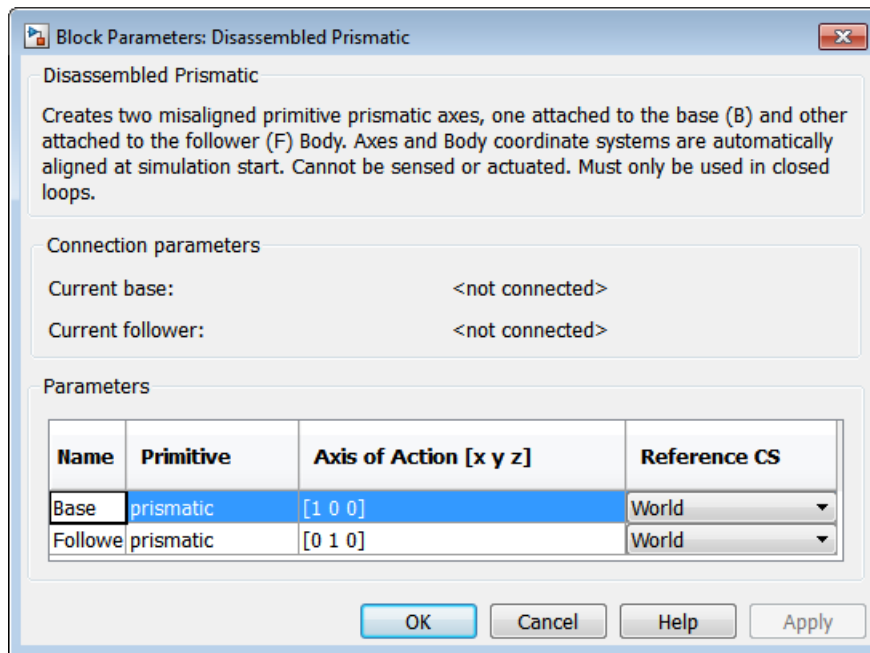 Block Parameters: Disassembled Prismatic
Disassembled Prismatic
Creates two misaligned primitive prismatic axes, one attached to the base (B) and other
attached to the follower (F) Body. Axes and Body coordinate systems are automatically
aligned at simulation start. Cannot be sensed or actuated. Must only be used in closed
loops.
Connection parameters
Current base: <not connected>
Current follower: <not connected>
Parameters
Name Primitive Axis of Action [x y z] Reference CS
Base prismatic [1 0 0] World
Followe prismatic [0 1 0] World
OK Cancel Help Apply